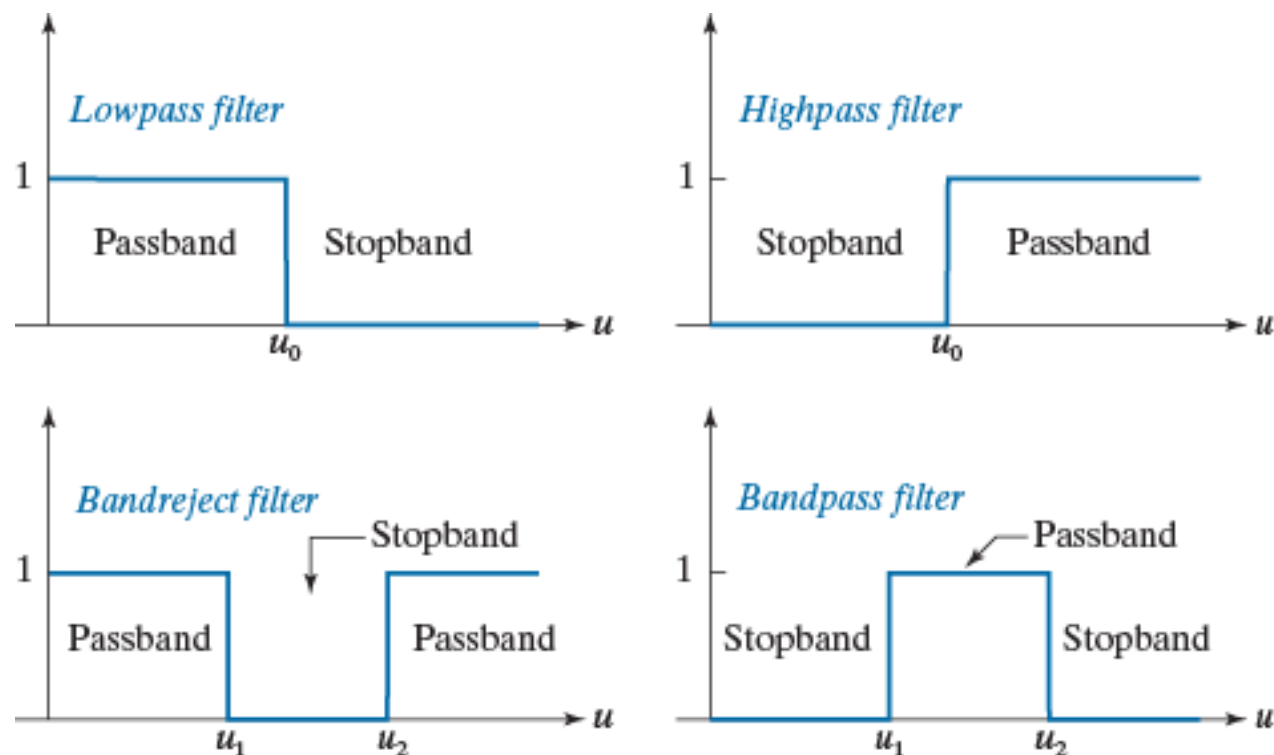 Lowpass filter
1
Passband
Stopband
u
u₀
Highpass filter
1
Stopband
Passband
u
u₀
Bandreject filter
Stopband
1
Passband
Passband
u
u₁
u₂
Bandpass filter
Passband
1
Stopband
Stopband
u
u₁
u₂